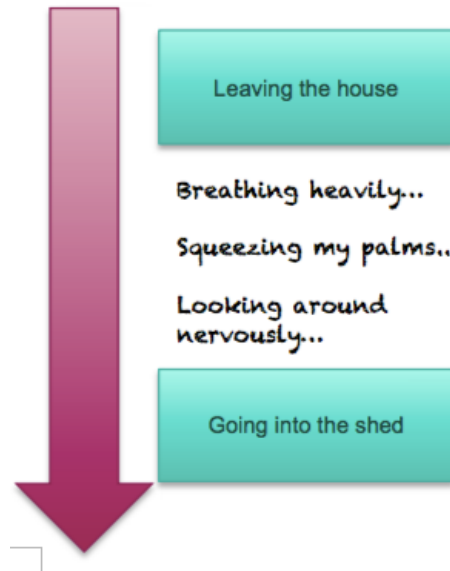 Leaving the house
Breathing heavily...
Squeezing my palms..
Looking around
nervously...
Going into the shed